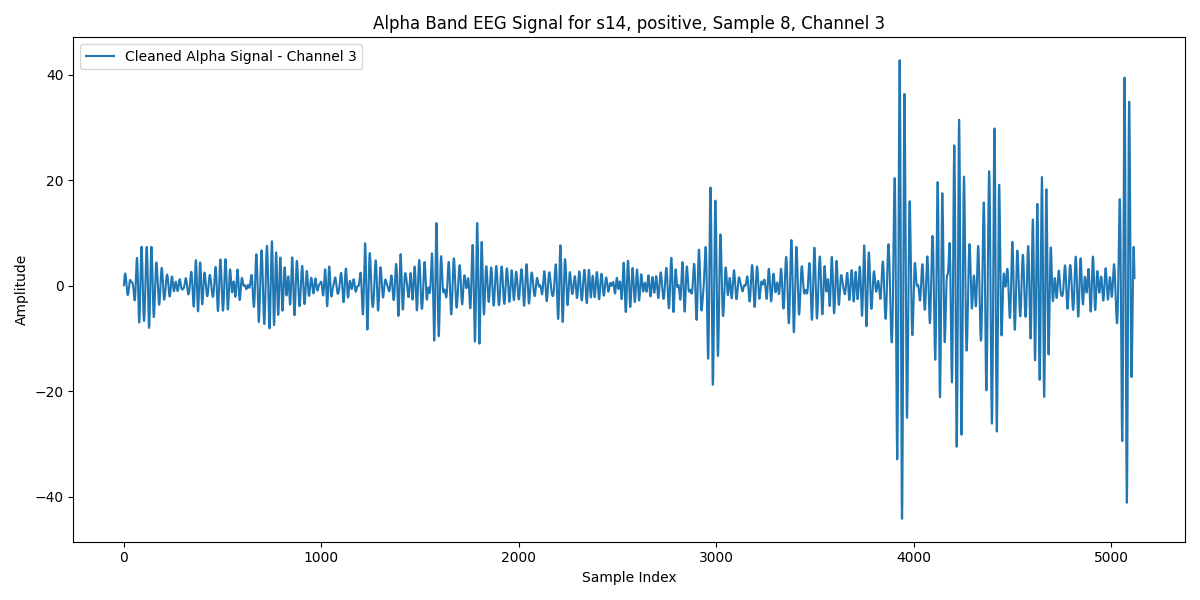 Alpha Band EEG Signal for s14, positive, Sample 8, Channel 3
Cleaned Alpha Signal - Channel 3
Amplitude
40
20
0
−20
−40
0 1000 2000 3000 4000 5000
Sample Index